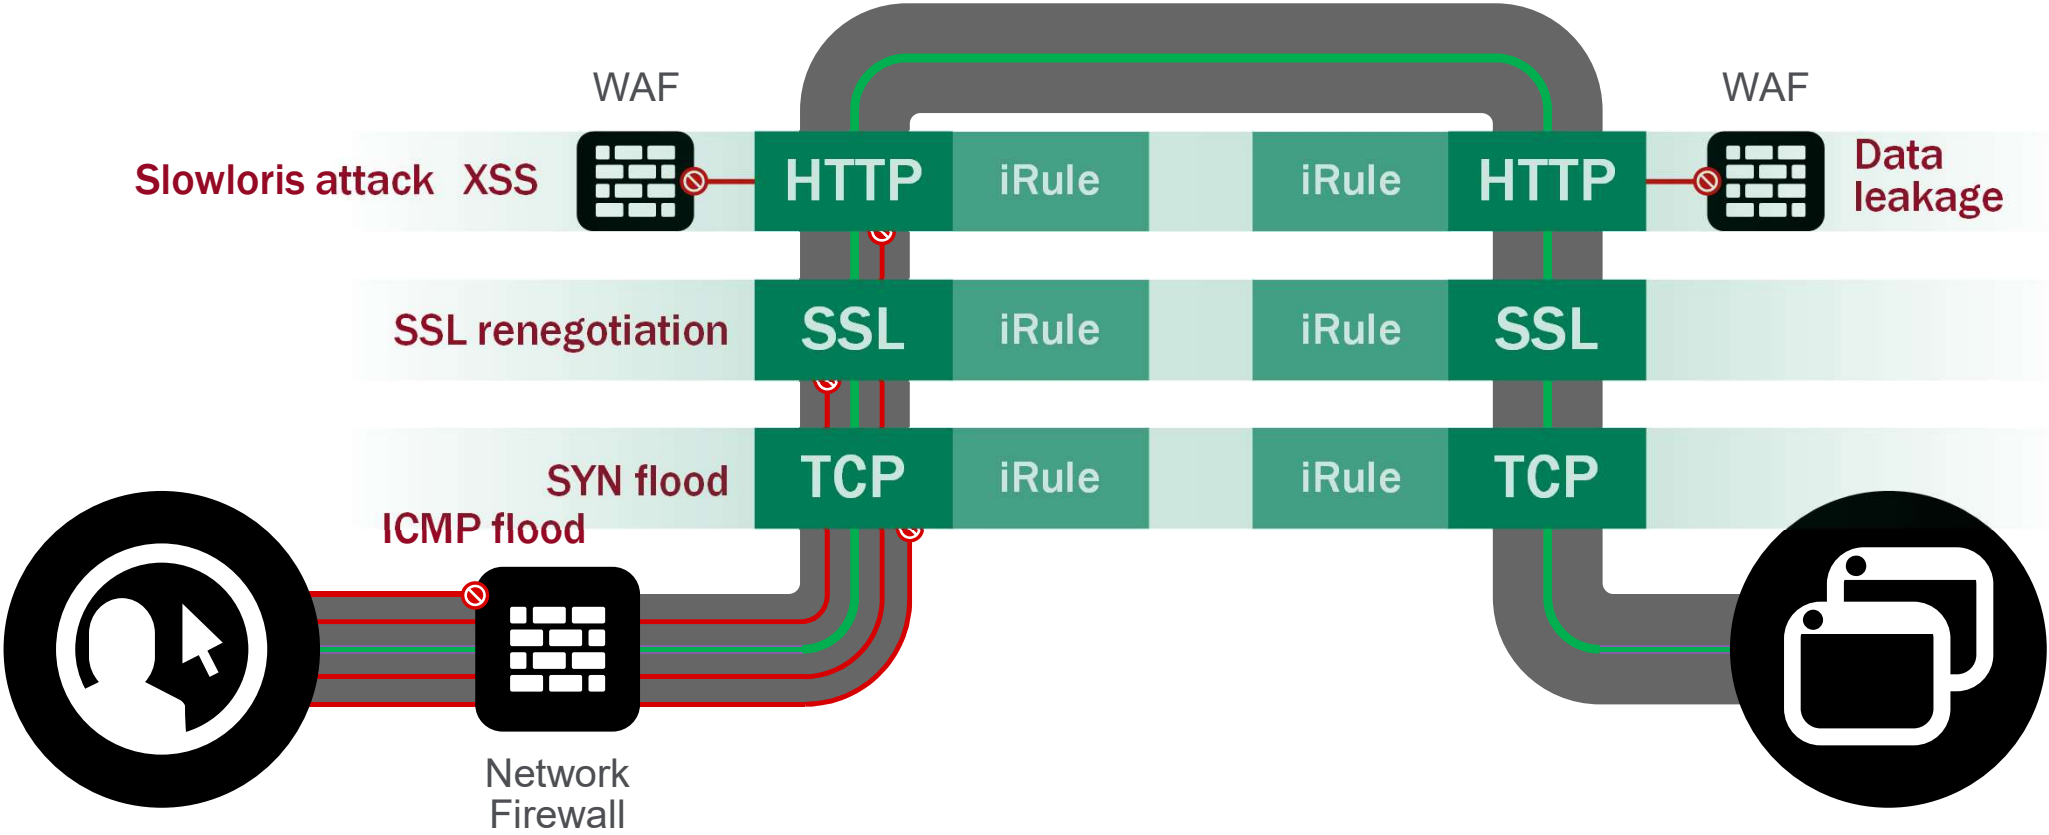 WAF
WAF
Slowloris attack XSS HTTP iRule iRule HTTP Data
leakage
SSL renegotiation SSL iRule iRule SSL
SYN flood TCP iRule iRule TCP
ICMP flood
Network
Firewall